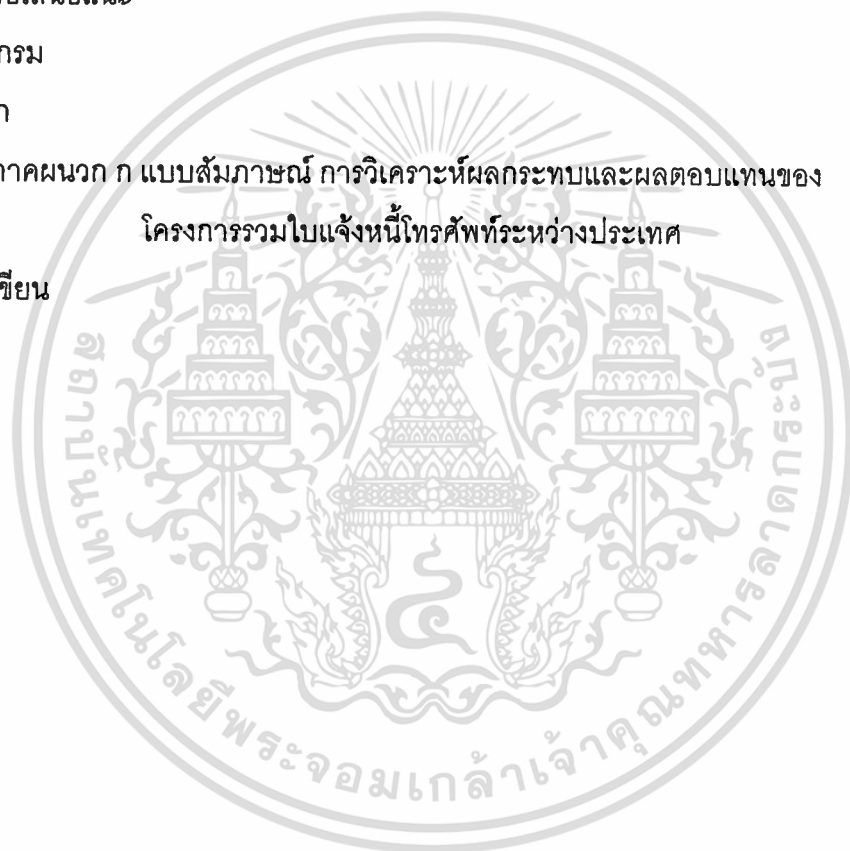 กรม
ก
าคผนวก ก แบบสัมภาษณ์ การวิเคราะห์ผลกระทบและผลตอบแทนของ
โครงการรวมใบแจ้งหนี้โทรศัพท์ระหว่างประเทศ
ขียน
สถาบันเทคโนโลยีพระจอมเกล้าเจ้าคุณทหารลาดกระบัง